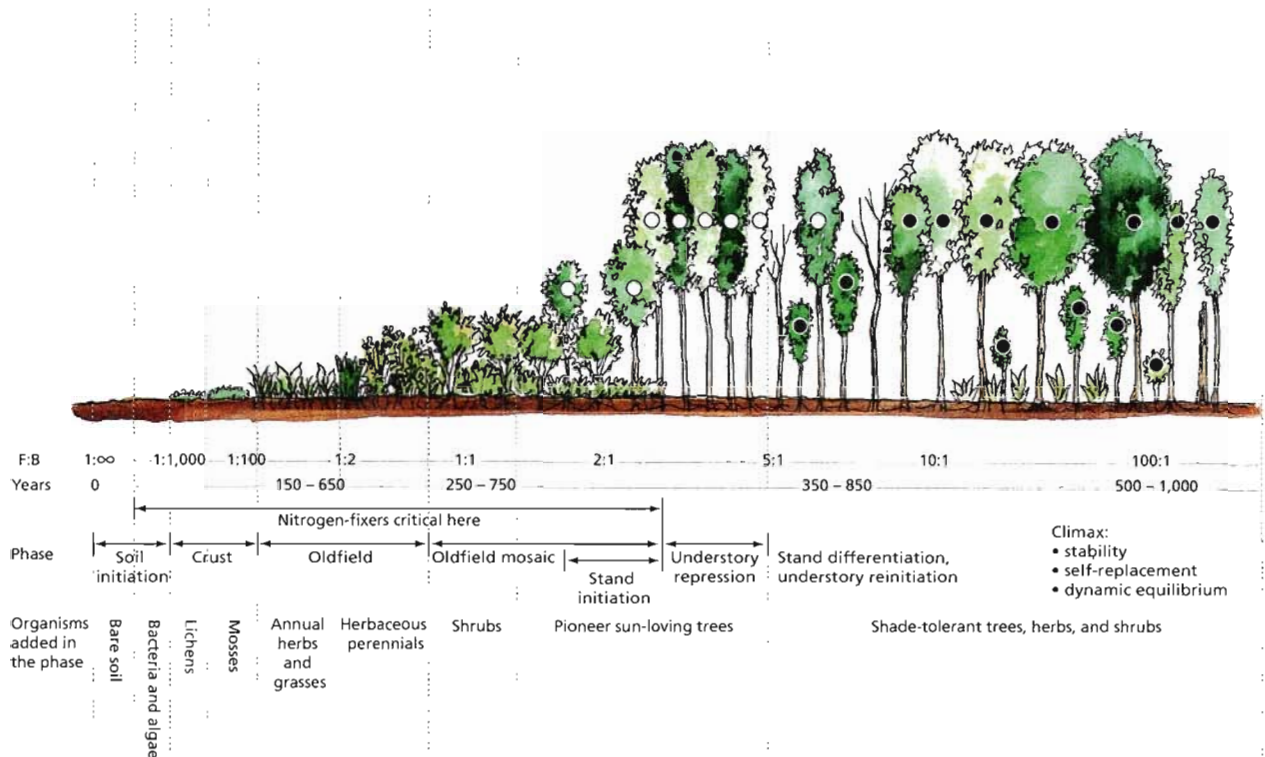 F:B 1:∞ 1:1,000 1:100 1:2 1:1 2:1 5:1 10:1 100:1
Years 0 150 – 650 250 – 750 350 – 850 500 – 1,000
Nitrogen-fixers critical here
Phase
Soil
initiation
Crust
Oldfield
Oldfield mosaic
Stand
initiation
Understory
repression
Stand differentiation,
understory reinitiation
Climax:
• stability
• self-replacement
• dynamic equilibrium
Organisms
added in
the phase
Bare soil
Bacteria and algae
Lichens
Mosses
Annual
herbs
and
grasses
Herbaceous
perennials
Shrubs
Pioneer sun-loving trees
Shade-tolerant trees, herbs, and shrubs